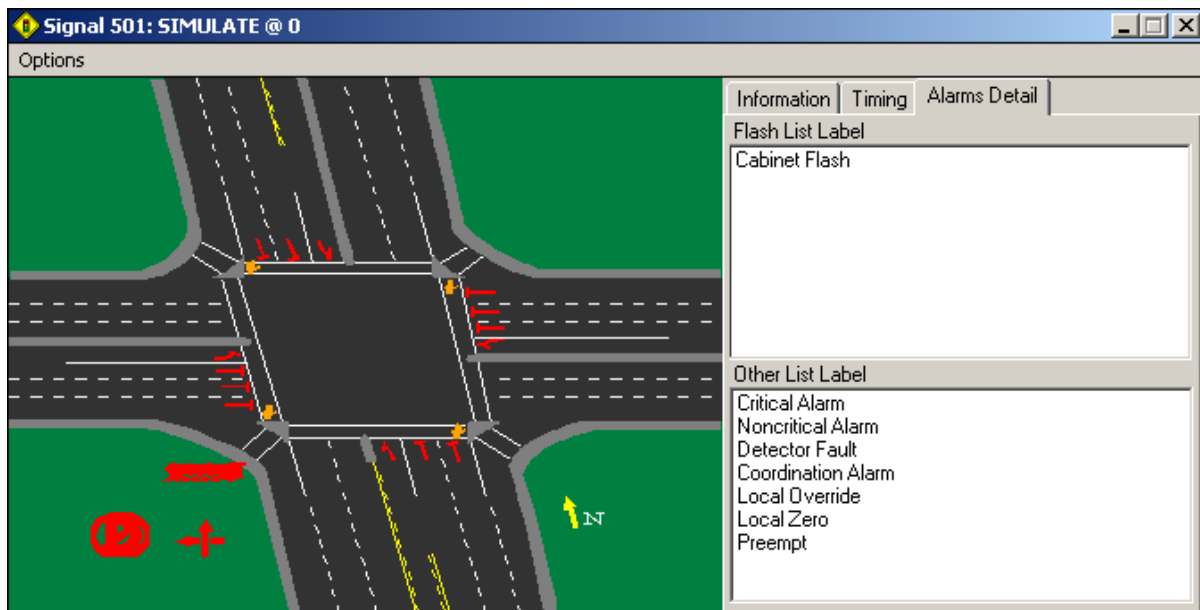 Signal 501: SIMULATE @ 0
Options
Information
Timing
Alarms Detail
Flash List Label
Cabinet Flash
Other List Label
Critical Alarm
Noncritical Alarm
Detector Fault
Coordination Alarm
Local Override
Local Zero
Preempt
N